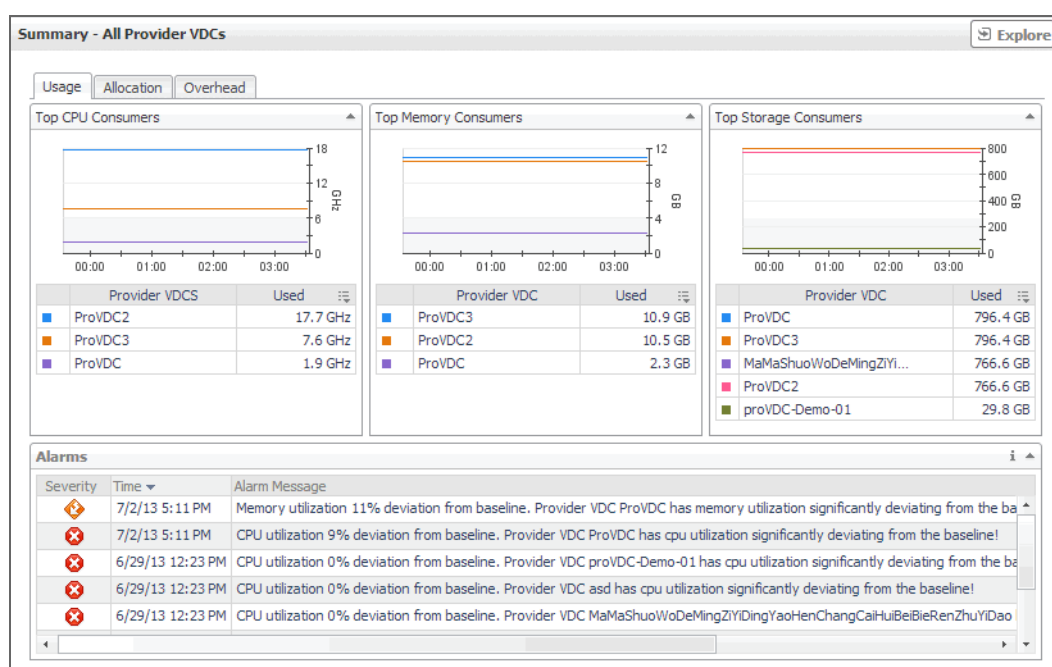 Summary - All Provider VDCs
Explore
Usage Allocation Overhead
Top CPU Consumers
18
12
6
0
GHz
00:00 01:00 02:00 03:00
Provider VDCS Used
ProVDC2 17.7 GHz
ProVDC3 7.6 GHz
ProVDC 1.9 GHz
Top Memory Consumers
12
8
4
0
GB
00:00 01:00 02:00 03:00
Provider VDC Used
ProVDC3 10.9 GB
ProVDC2 10.5 GB
ProVDC 2.3 GB
Top Storage Consumers
800
600
400
200
0
GB
00:00 01:00 02:00 03:00
Provider VDC Used
ProVDC 796.4 GB
ProVDC3 796.4 GB
MaMaShuoWoDeMingZiYi... 766.6 GB
ProVDC2 766.6 GB
proVDC-Demo-01 29.8 GB
Alarms
Severity Time Alarm Message
7/2/13 5:11 PM Memory utilization 11% deviation from baseline. Provider VDC ProVDC has memory utilization significantly deviating from the ba
7/2/13 5:11 PM CPU utilization 9% deviation from baseline. Provider VDC ProVDC has cpu utilization significantly deviating from the baseline!
6/29/13 12:23 PM CPU utilization 0% deviation from baseline. Provider VDC proVDC-Demo-01 has cpu utilization significantly deviating from the ba
6/29/13 12:23 PM CPU utilization 0% deviation from baseline. Provider VDC asd has cpu utilization significantly deviating from the baseline!
6/29/13 12:23 PM CPU utilization 0% deviation from baseline. Provider VDC MaMaShuoWoDeMingZiYiDingYaoHenChangCaiHuiBeiBieRenZhuYiDao